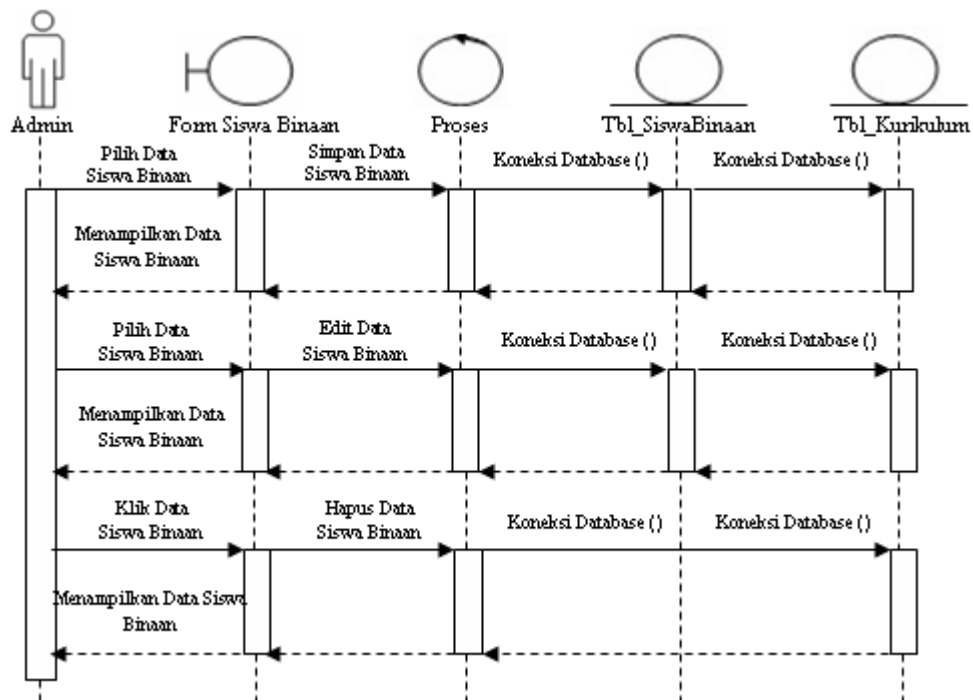 Admin
Form Siswa Binaan
Proses
Tbl_SiswaBinaan
Tbl_Kurikulum
Pilih Data
Siswa Binaan
Simpan Data
Siswa Binaan
Koneksi Database ()
Koneksi Database ()
Menampilkan Data
Siswa Binaan
Pilih Data
Siswa Binaan
Edit Data
Siswa Binaan
Koneksi Database ()
Koneksi Database ()
Menampilkan Data
Siswa Binaan
Klik Data
Siswa Binaan
Hapus Data
Siswa Binaan
Koneksi Database ()
Koneksi Database ()
Menampilkan Data Siswa
Binaan